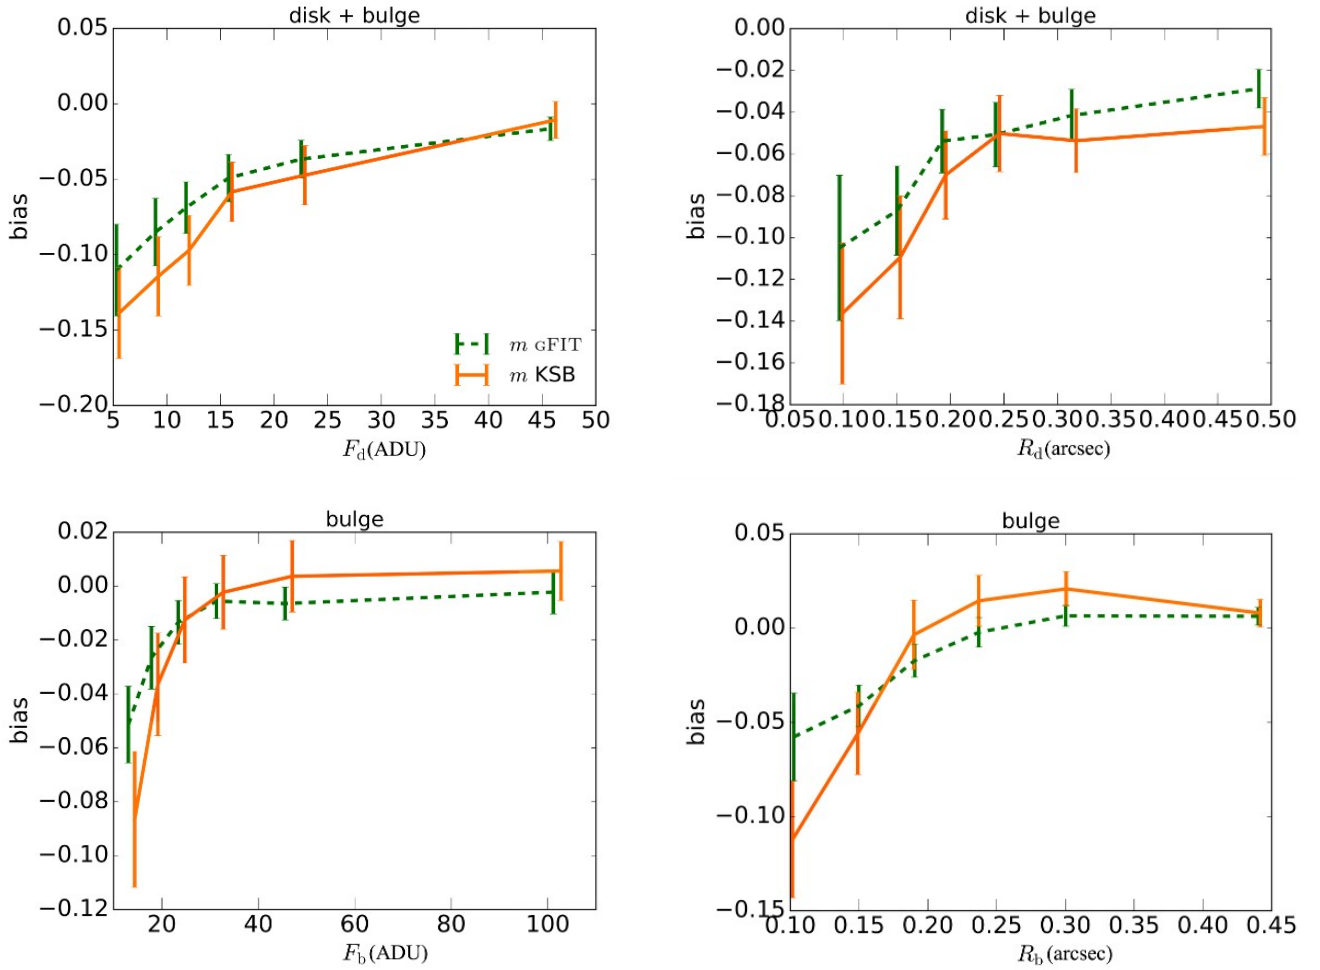 disk + bulge
0.05
0.00
−0.05
−0.10
−0.15
−0.20
bias
m GFIT
m KSB
5 10 15 20 25 30 35 40 45 50
F_d(ADU)
disk + bulge
0.00
−0.02
−0.04
−0.06
−0.08
−0.10
−0.12
−0.14
−0.16
−0.18
bias
0.05 0.10 0.15 0.20 0.25 0.30 0.35 0.40 0.45 0.50
R_d(arcsec)
bulge
0.02
0.00
−0.02
−0.04
−0.06
−0.08
−0.10
−0.12
bias
20 40 60 80 100
F_b(ADU)
bulge
0.05
0.00
−0.05
−0.10
−0.15
bias
0.10 0.15 0.20 0.25 0.30 0.35 0.40 0.45
R_b(arcsec)